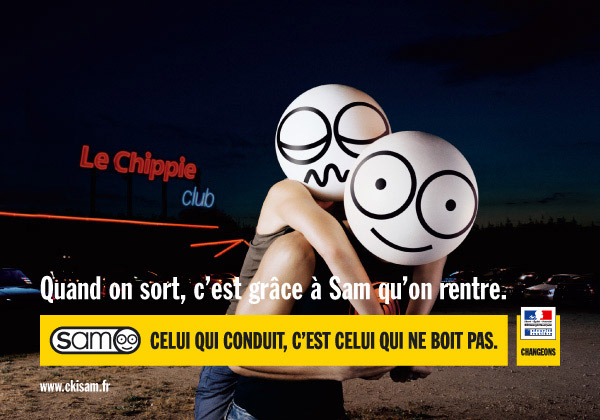 Le Chippie
club
Quand on sort, c'est grâce à Sam qu'on rentre.
sam CELUI QUI CONDUIT, C'EST CELUI QUI NE BOIT PAS.
CHANGEONS
www.ckisam.fr